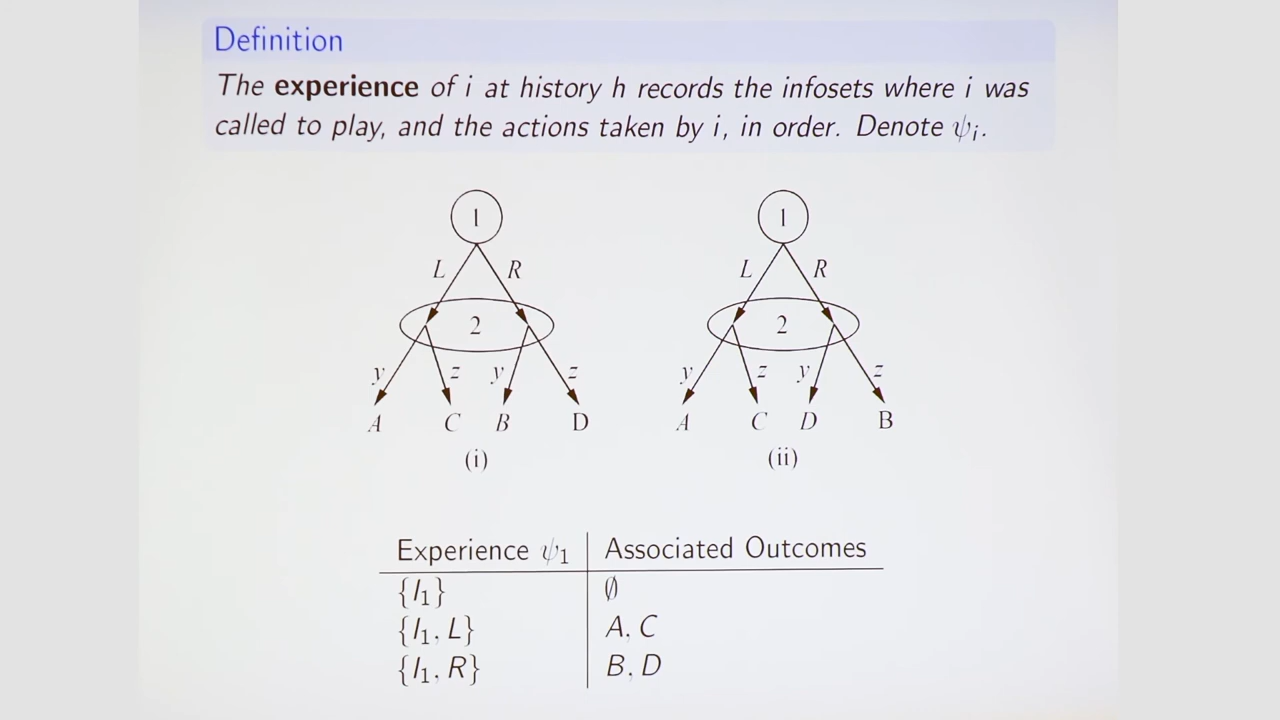 Definition
The experience of i at history h records the infosets where i was
called to play, and the actions taken by i, in order. Denote ψi.
1 1
L R L R
2 2
y z y z y z y z
A C B D A C D B
(i) (ii)
Experience ψ1 Associated Outcomes
{I1} ∅
{I1, L} A, C
{I1, R} B, D